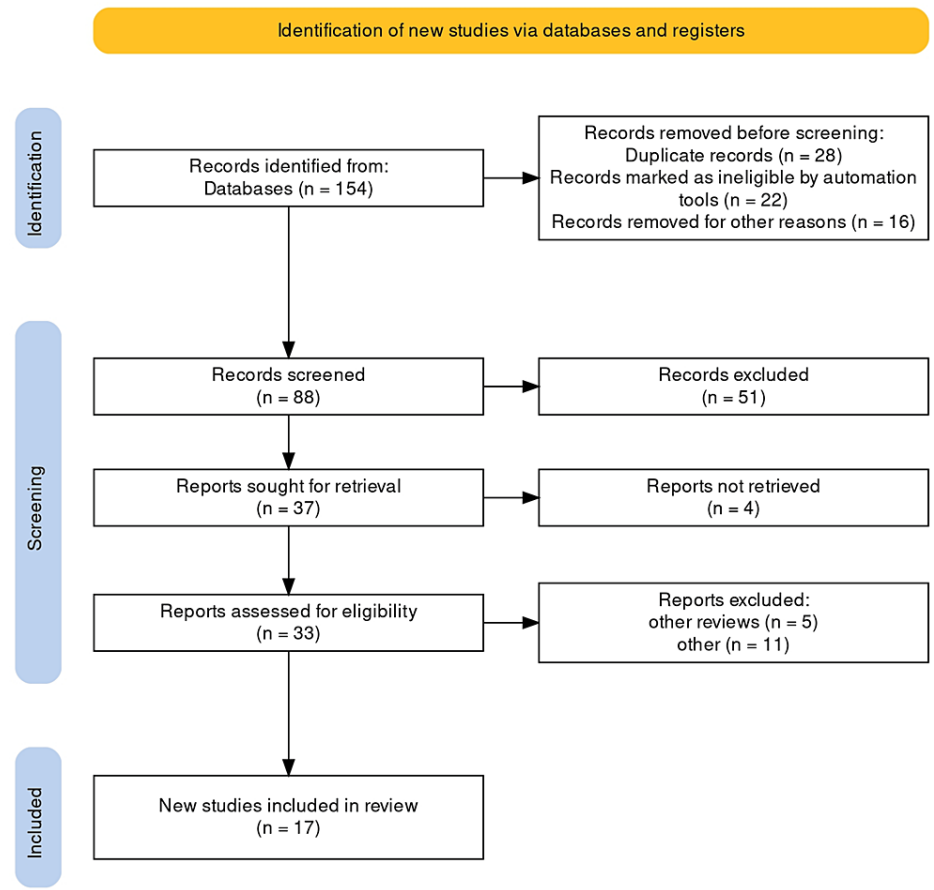 Identification of new studies via databases and registers
Identification
Records identified from:
Databases (n = 154)
Records removed before screening:
Duplicate records (n = 28)
Records marked as ineligible by automation
tools (n = 22)
Records removed for other reasons (n = 16)
Screening
Records screened
(n = 88)
Records excluded
(n = 51)
Reports sought for retrieval
(n = 37)
Reports not retrieved
(n = 4)
Reports assessed for eligibility
(n = 33)
Reports excluded:
other reviews (n = 5)
other (n = 11)
Included
New studies included in review
(n = 17)